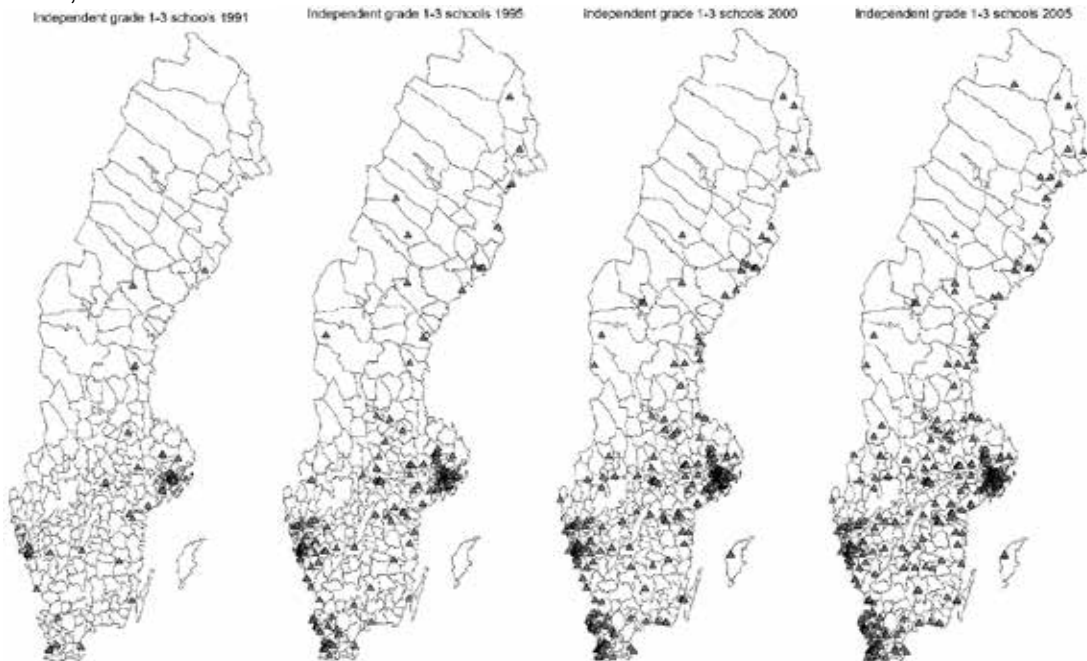 Independent grade 1-3 schools 1991
Independent grade 1-3 schools 1995
Independent grade 1-3 schools 2000
Independent grade 1-3 schools 2005